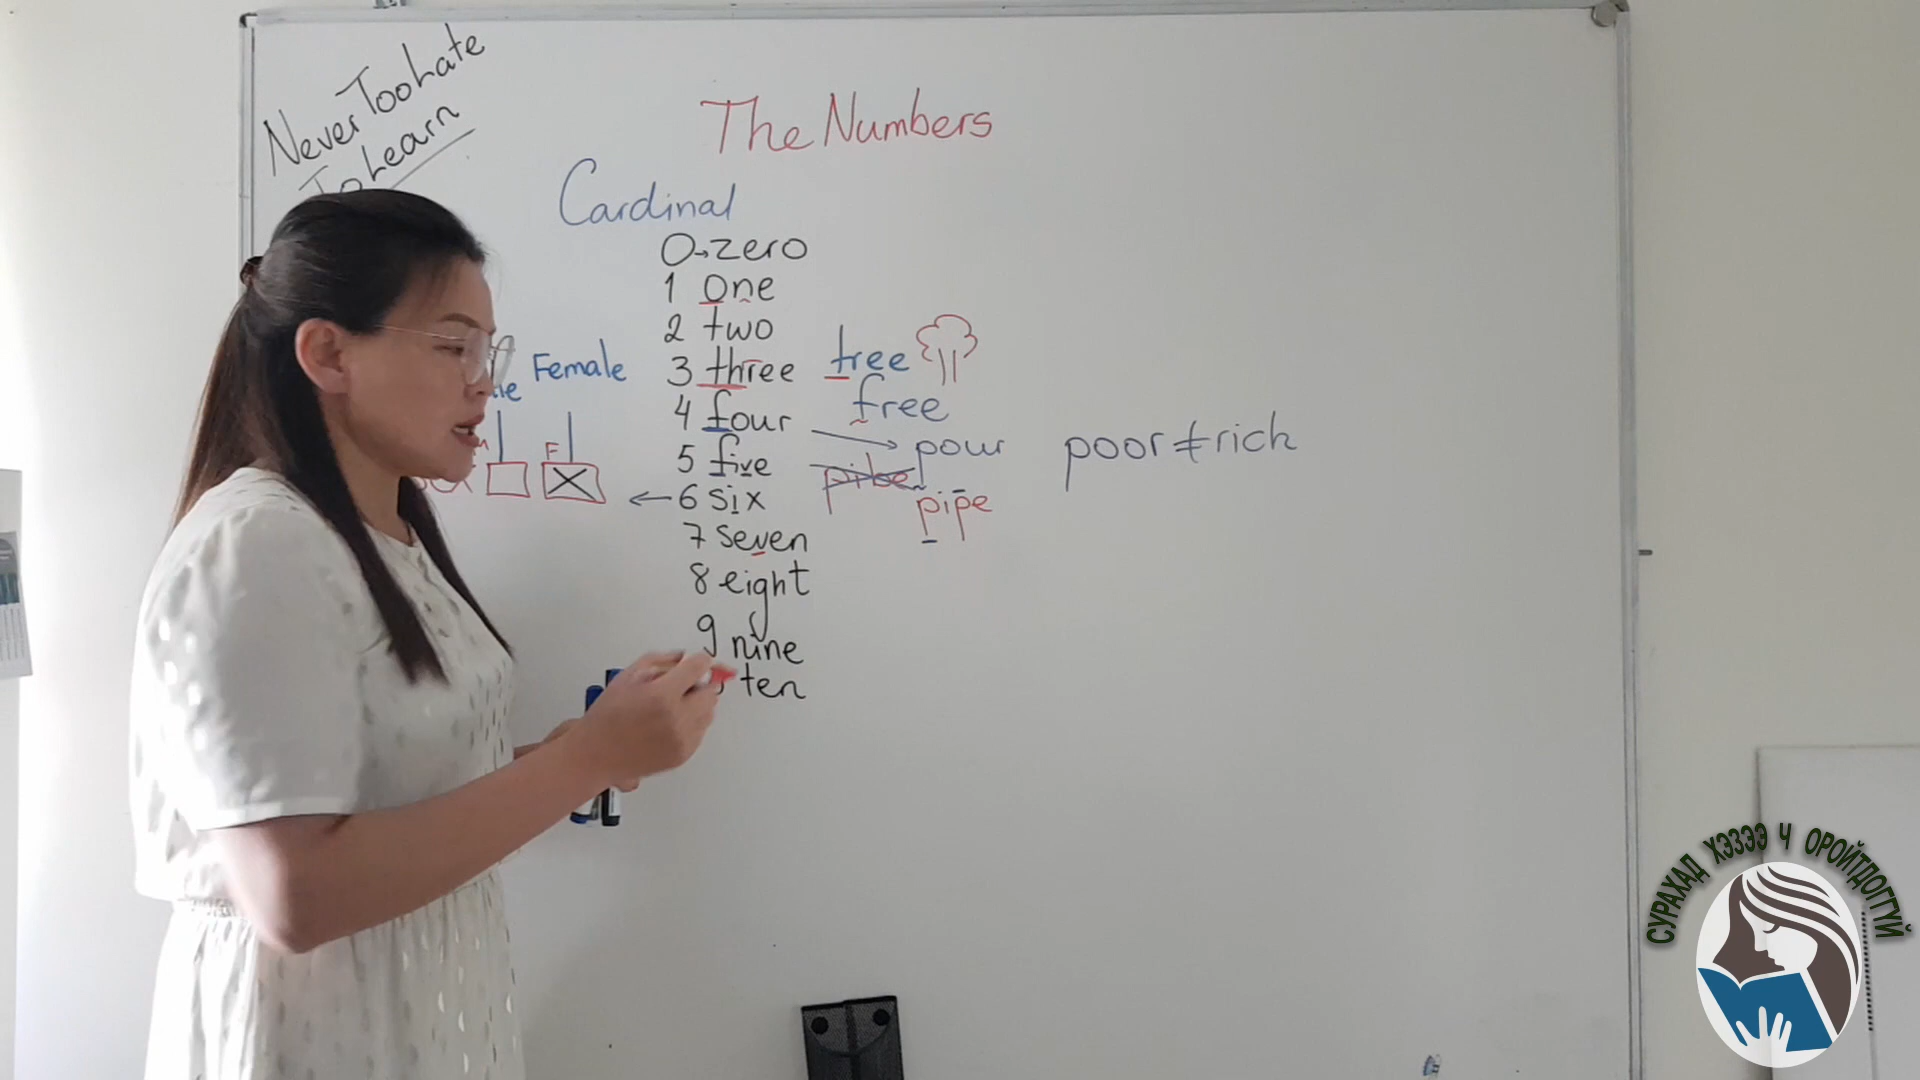 Never Too Late
To Learn
The Numbers
Cardinal
0→zero
1 one
2 two
3 three tree
4 four free
→ pour poor ≠ rich
5 five pibe
pipe
← 6 six
7 seven
8 eight
9 nine
ten
Female
F
СУРАХАД ХЭЗЭЭ Ч ОРОЙТДОГГҮЙ